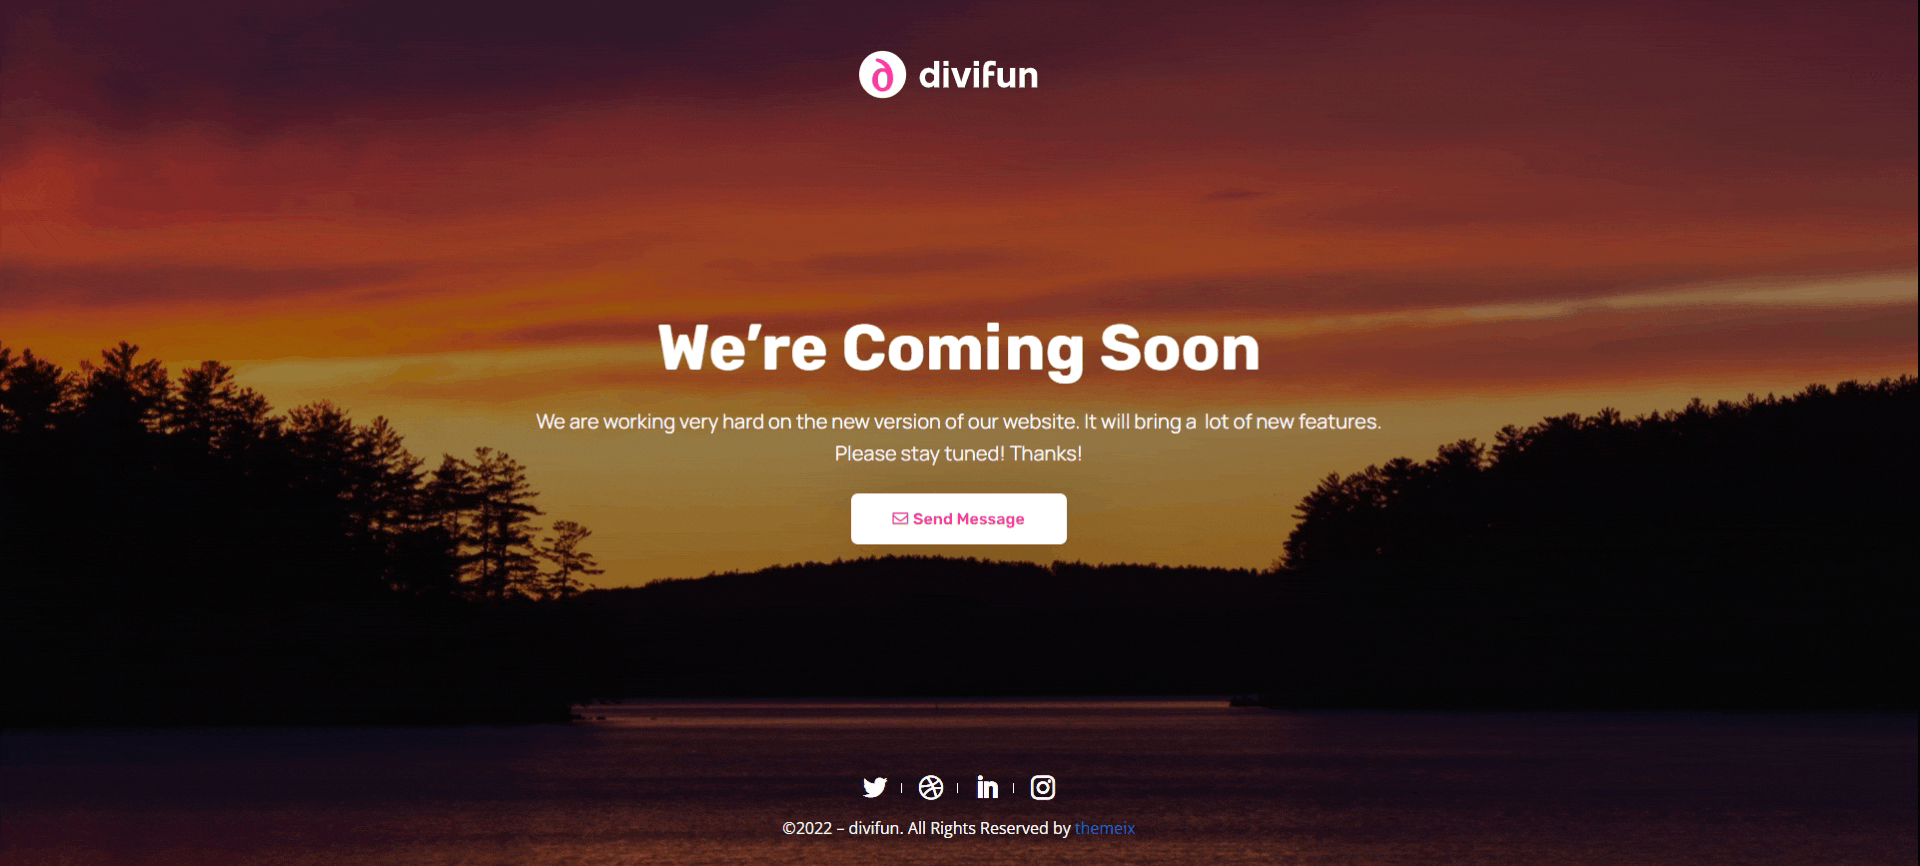 divifun
We’re Coming Soon
We are working very hard on the new version of our website. It will bring a lot of new features.
Please stay tuned! Thanks!
Send Message
©2022 – divifun. All Rights Reserved by themeix